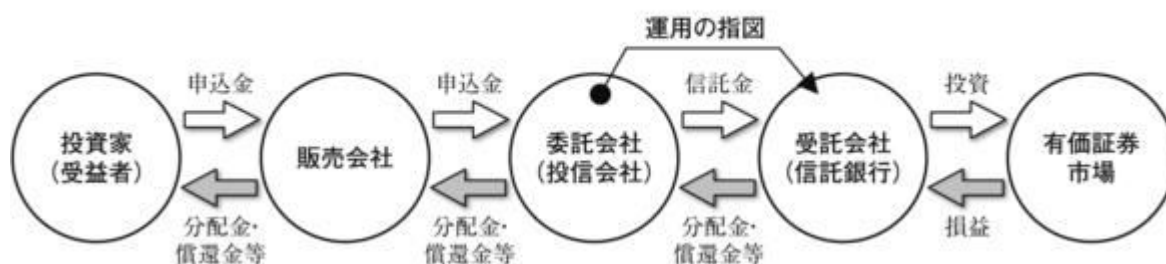 運用の指図
申込金
申込金
信託金
投資
投資家
(受益者)
販売会社
委託会社
(投信会社)
受託会社
(信託銀行)
有価証券
市場
分配金・
償還金等
分配金・
償還金等
分配金・
償還金等
損益